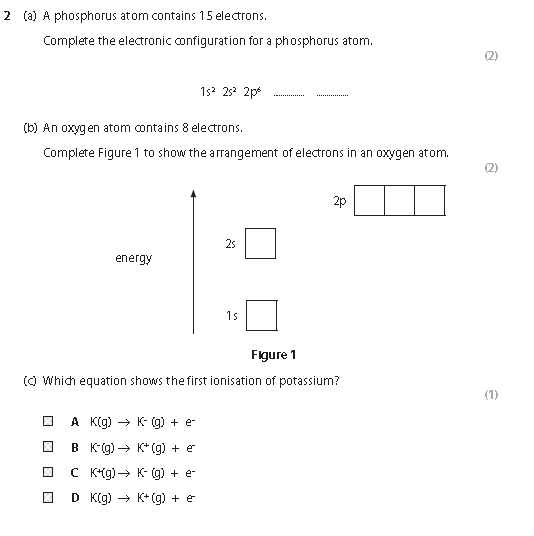 2 (a) A phosphorus atom contains 15 electrons.
Complete the electronic configuration for a phosphorus atom.
(2)
1s² 2s² 2p⁶ .............. ..............
(b) An oxygen atom contains 8 electrons.
Complete Figure 1 to show the arrangement of electrons in an oxygen atom.
(2)
2p
2s
energy
1s
Figure 1
(c) Which equation shows the first ionisation of potassium?
(1)
A K(g) → K⁻ (g) + e⁻
B K⁻(g) → K⁺ (g) + e⁻
C K⁺(g) → K⁻ (g) + e⁻
D K(g) → K⁺ (g) + e⁻